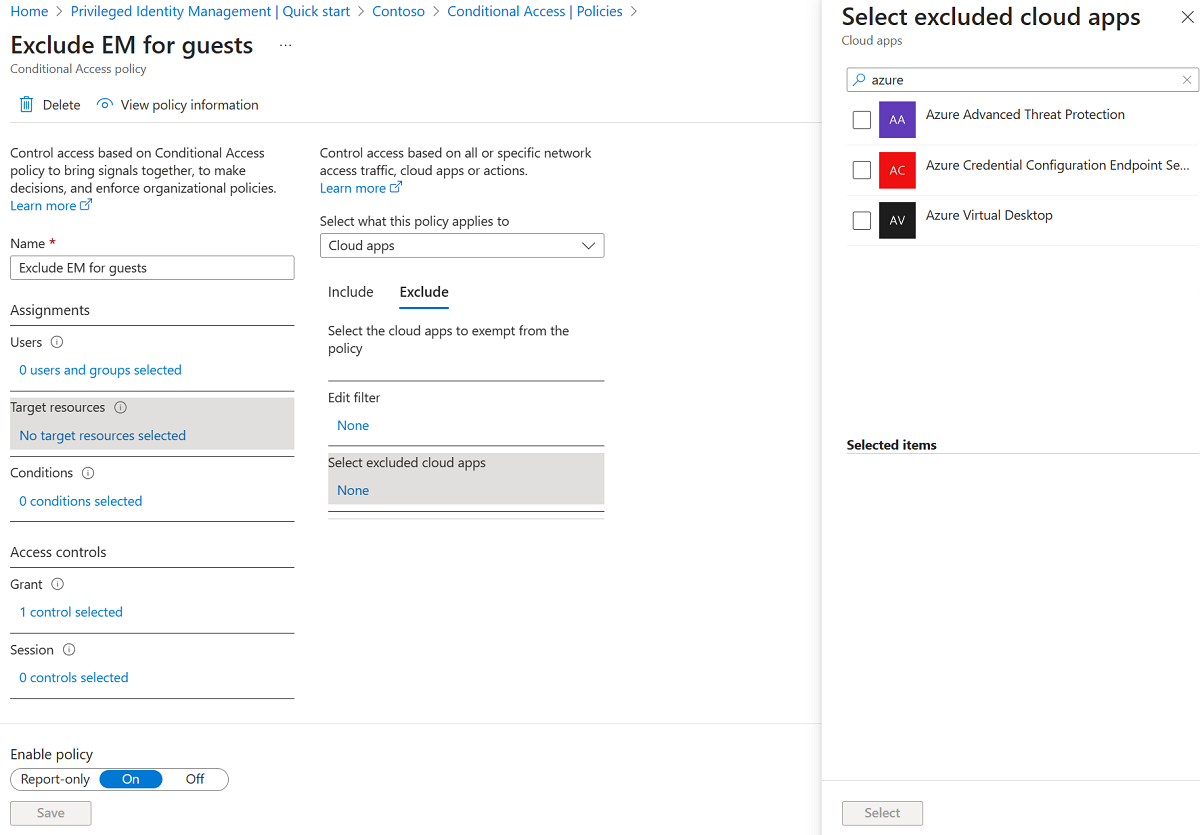 Home > Privileged Identity Management | Quick start > Contoso > Conditional Access | Policies >
Exclude EM for guests ...
Conditional Access policy
Delete View policy information
Control access based on Conditional Access
policy to bring signals together, to make
decisions, and enforce organizational policies.
Learn more
Name *
Exclude EM for guests
Assignments
Users
0 users and groups selected
Target resources
No target resources selected
Conditions
0 conditions selected
Access controls
Grant
1 control selected
Session
0 controls selected
Enable policy
Report-only On Off
Save
Control access based on all or specific network
access traffic, cloud apps or actions.
Learn more
Select what this policy applies to
Cloud apps
Include Exclude
Select the cloud apps to exempt from the
policy
Edit filter
None
Select excluded cloud apps
None
Select excluded cloud apps
Cloud apps
azure
AA Azure Advanced Threat Protection
AC Azure Credential Configuration Endpoint Se...
AV Azure Virtual Desktop
Selected items
Select